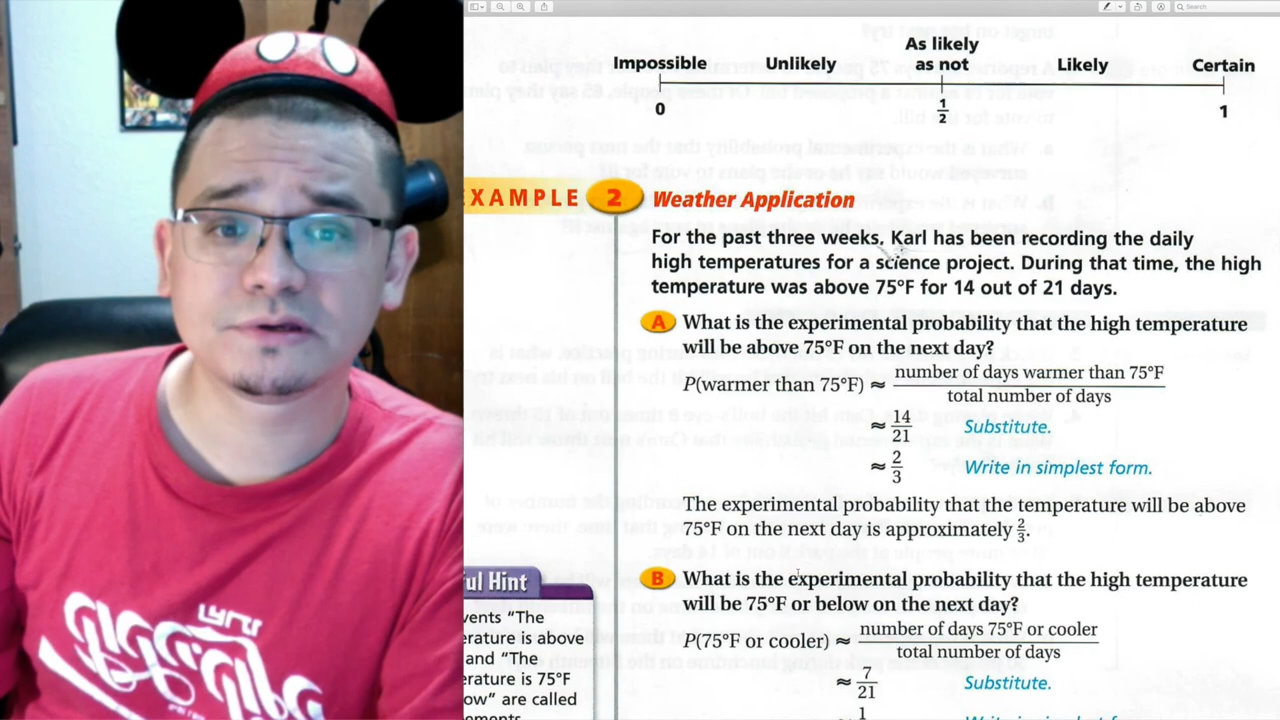 Search
Impossible
Unlikely
As likely
as not
Likely
Certain
0
1/2
1
EXAMPLE 2 Weather Application
For the past three weeks, Karl has been recording the daily
high temperatures for a science project. During that time, the high
temperature was above 75°F for 14 out of 21 days.
A What is the experimental probability that the high temperature
will be above 75°F on the next day?
P(warmer than 75°F) ≈ number of days warmer than 75°F / total number of days
≈ 14/21 Substitute.
≈ 2/3 Write in simplest form.
The experimental probability that the temperature will be above
75°F on the next day is approximately 2/3.
B What is the experimental probability that the high temperature
will be 75°F or below on the next day?
P(75°F or cooler) ≈ number of days 75°F or cooler / total number of days
≈ 7/21 Substitute.
ul Hint
vents “The
erature is above
and “The
erature is 75°F
ow” are called